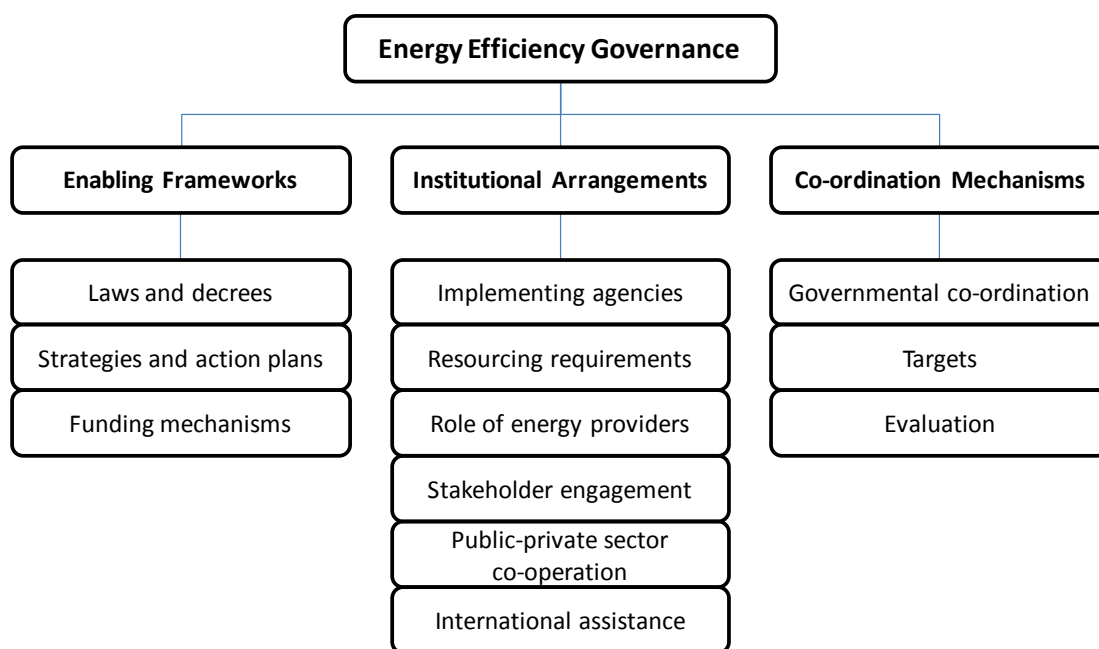 Energy Efficiency Governance
Enabling Frameworks
Laws and decrees
Strategies and action plans
Funding mechanisms
Institutional Arrangements
Implementing agencies
Resourcing requirements
Role of energy providers
Stakeholder engagement
Public-private sector
co-operation
International assistance
Co-ordination Mechanisms
Governmental co-ordination
Targets
Evaluation